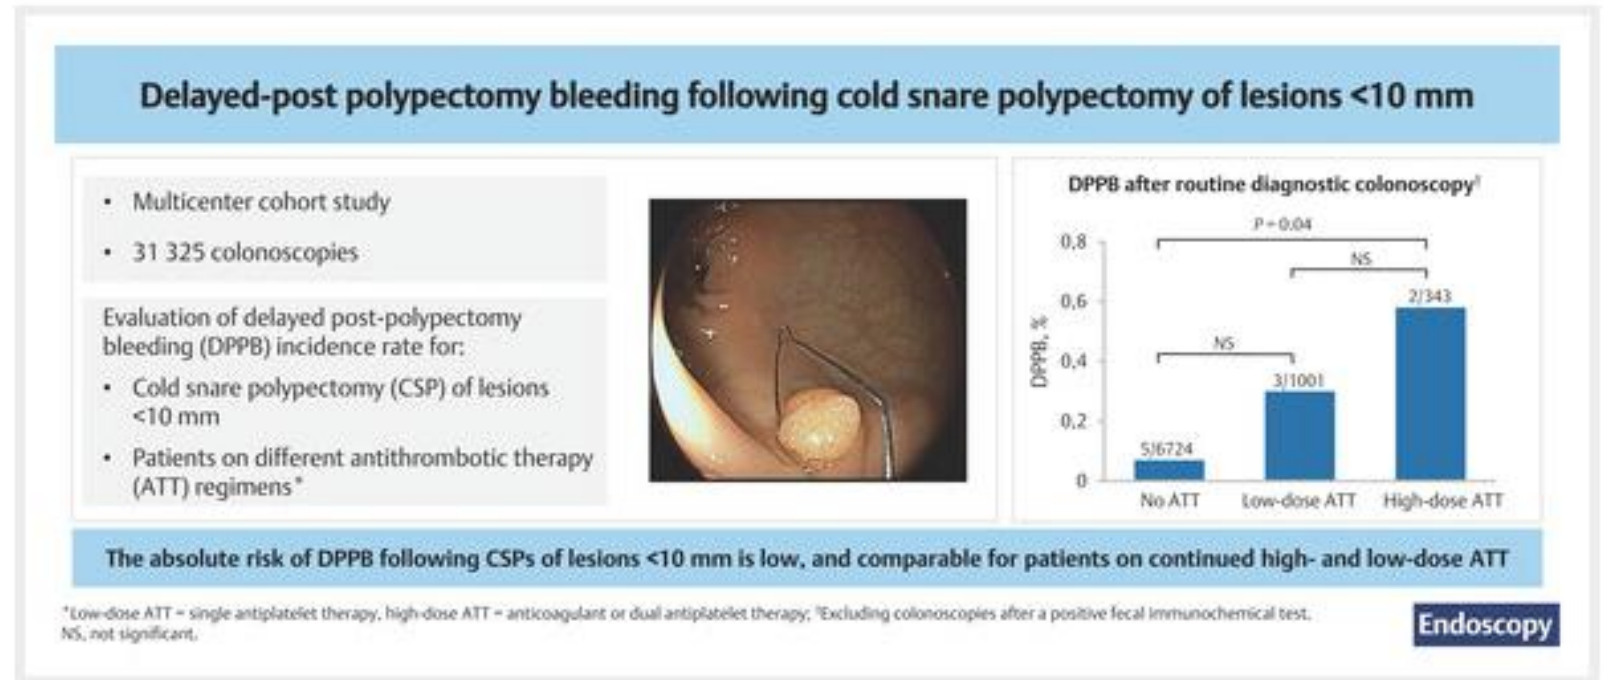 Delayed-post polypectomy bleeding following cold snare polypectomy of lesions <10 mm
• Multicenter cohort study
• 31 325 colonoscopies
Evaluation of delayed post-polypectomy
bleeding (DPPB) incidence rate for:
• Cold snare polypectomy (CSP) of lesions
<10 mm
• Patients on different antithrombotic therapy
(ATT) regimens*
DPPB after routine diagnostic colonoscopy†
P = 0.04
0,8
NS
0,6
2/343
DPPB, %
NS
0,4
3/1001
0,2
5/6724
0
No ATT Low-dose ATT High-dose ATT
The absolute risk of DPPB following CSPs of lesions <10 mm is low, and comparable for patients on continued high- and low-dose ATT
*Low-dose ATT = single antiplatelet therapy, high-dose ATT = anticoagulant or dual antiplatelet therapy; †Excluding colonoscopies after a positive fecal immunochemical test.
NS, not significant.
Endoscopy